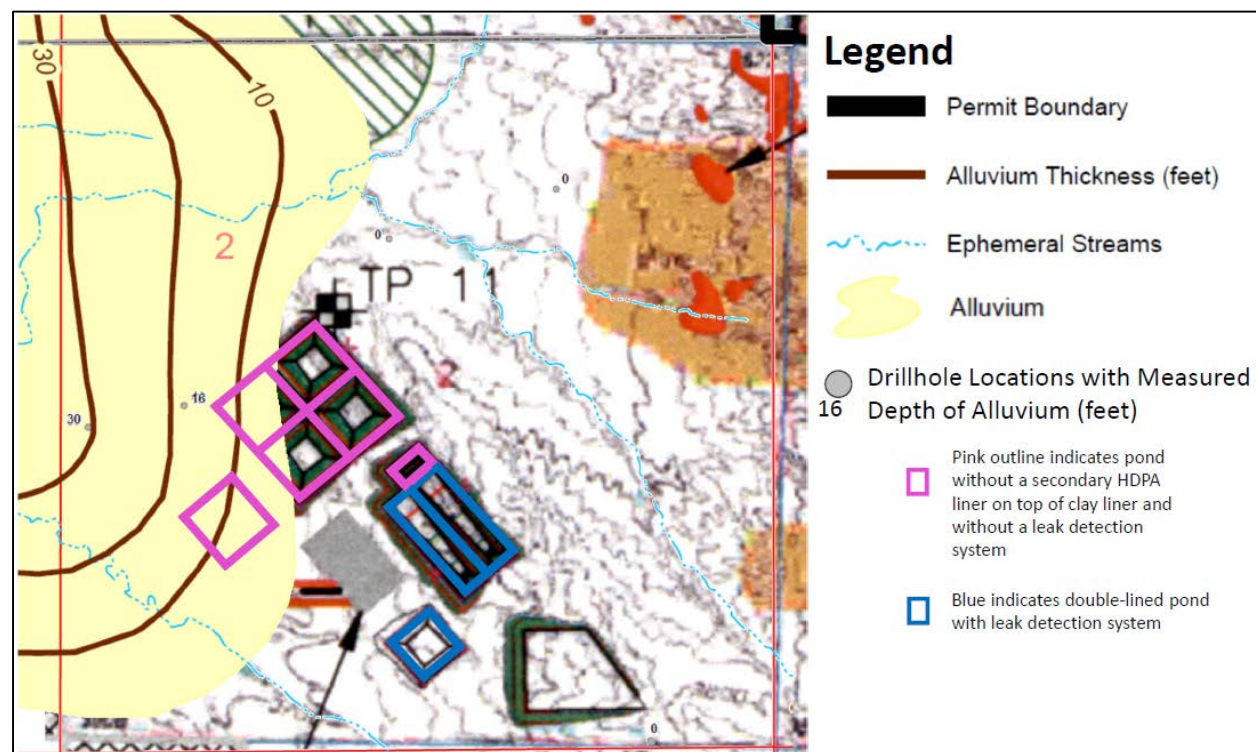 30
10
2
0
0
TP 11
2
16
30
0
Legend
Permit Boundary
Alluvium Thickness (feet)
Ephemeral Streams
Alluvium
Drillhole Locations with Measured
16 Depth of Alluvium (feet)
Pink outline indicates pond
without a secondary HDPA
liner on top of clay liner and
without a leak detection
system
Blue indicates double-lined pond
with leak detection system